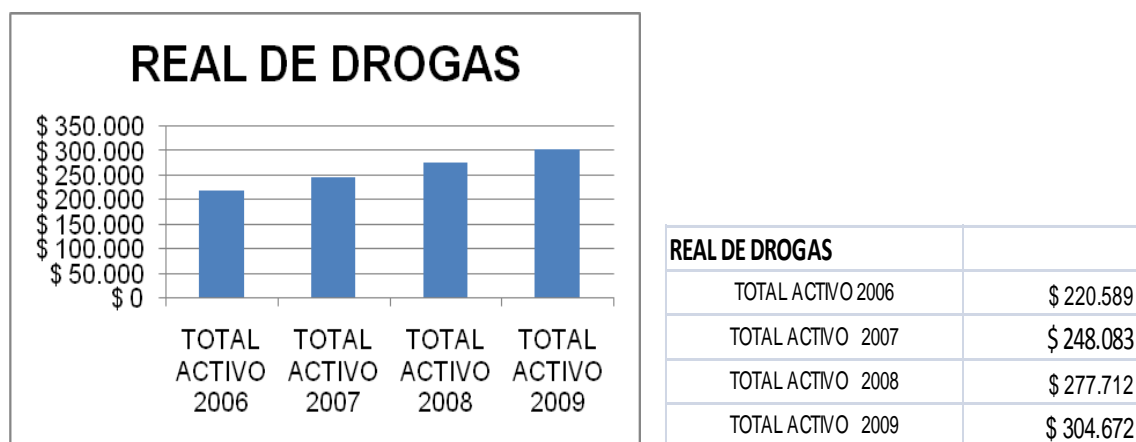 REAL DE DROGAS
$ 350.000
$ 300.000
$ 250.000
$ 200.000
$ 150.000
$ 100.000
$ 50.000
$ 0
TOTAL TOTAL TOTAL TOTAL
ACTIVO ACTIVO ACTIVO ACTIVO
2006 2007 2008 2009
REAL DE DROGAS
TOTAL ACTIVO 2006 $ 220.589
TOTAL ACTIVO 2007 $ 248.083
TOTAL ACTIVO 2008 $ 277.712
TOTAL ACTIVO 2009 $ 304.672